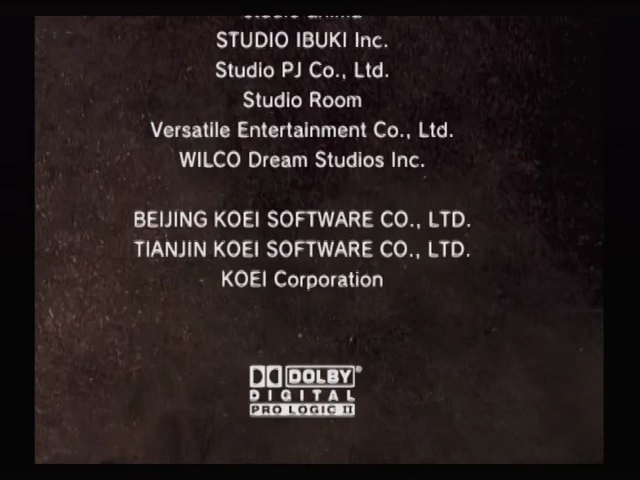 STUDIO IBUKI Inc.
Studio PJ Co., Ltd.
Studio Room
Versatile Entertainment Co., Ltd.
WILCO Dream Studios Inc.
BEIJING KOEI SOFTWARE CO., LTD.
TIANJIN KOEI SOFTWARE CO., LTD.
KOEI Corporation
DOLBY®
DIGITAL
PRO LOGIC II